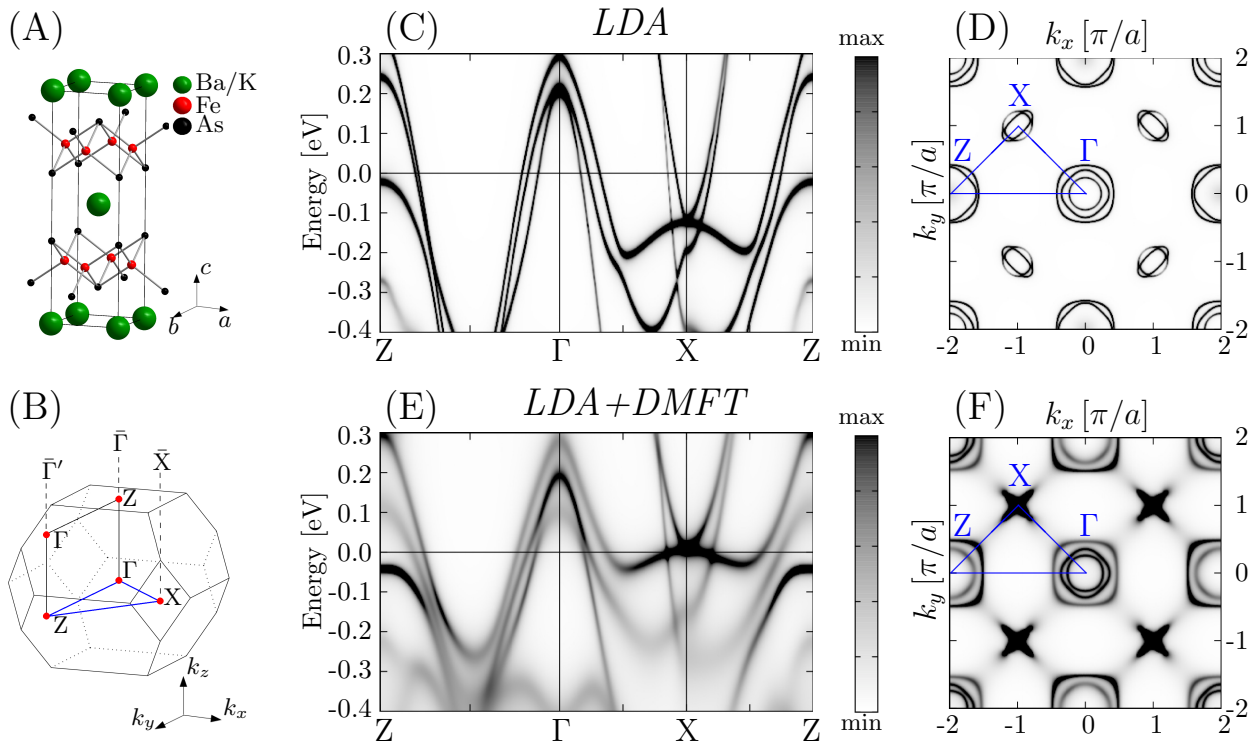 (A)
Ba/K
Fe
As
c
b
a
(B)
Γ̄′
Γ̄
X̄
Z
Γ
Γ
X
Z
k_z
k_y
k_x
(C)
LDA
Energy [eV]
0.3
0.2
0.1
0.0
-0.1
-0.2
-0.3
-0.4
Z
Γ
X
Z
max
min
(D)
k_x [π/a]
k_y [π/a]
X
Z
Γ
2
1
0
-1
-2
-2
-1
0
1
2
(E)
LDA+DMFT
Energy [eV]
0.3
0.2
0.1
0.0
-0.1
-0.2
-0.3
-0.4
Z
Γ
X
Z
max
min
(F)
k_x [π/a]
k_y [π/a]
X
Z
Γ
2
1
0
-1
-2
-2
-1
0
1
2